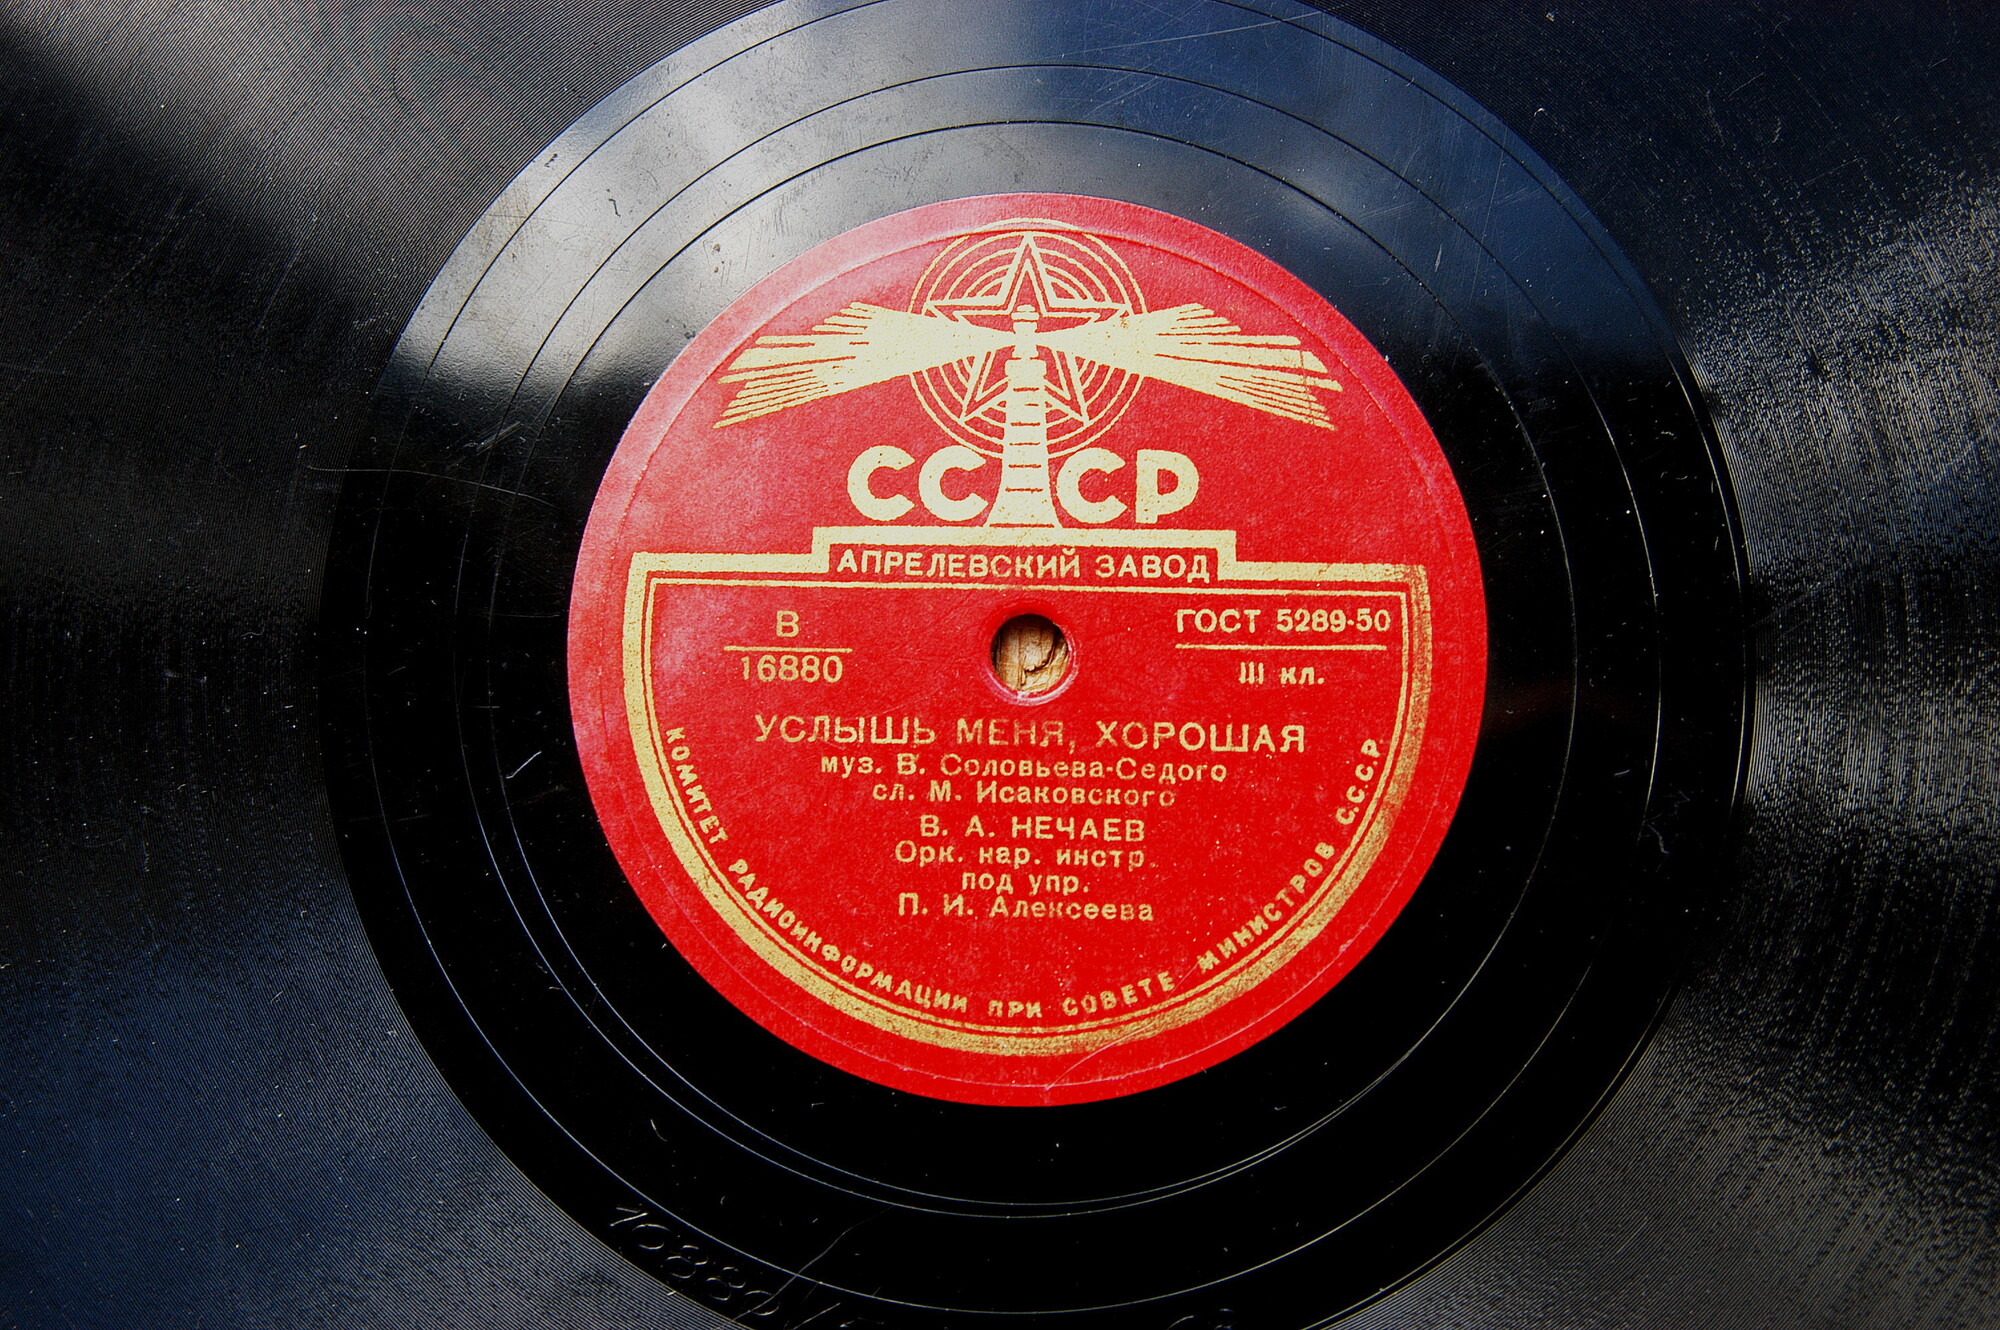 СССР
АПРЕЛЕВСКИЙ ЗАВОД
В
16880
ГОСТ 5289-50
III кл.
УСЛЫШЬ МЕНЯ, ХОРОШАЯ
муз. В. Соловьева-Седого
сл. М. Исаковского
В. А. НЕЧАЕВ
Орк. нар. инстр.
под упр.
П. И. Алексеева
КОМИТЕТ РАДИОИНФОРМАЦИИ ПРИ СОВЕТЕ МИНИСТРОВ С.С.С.Р.
16880